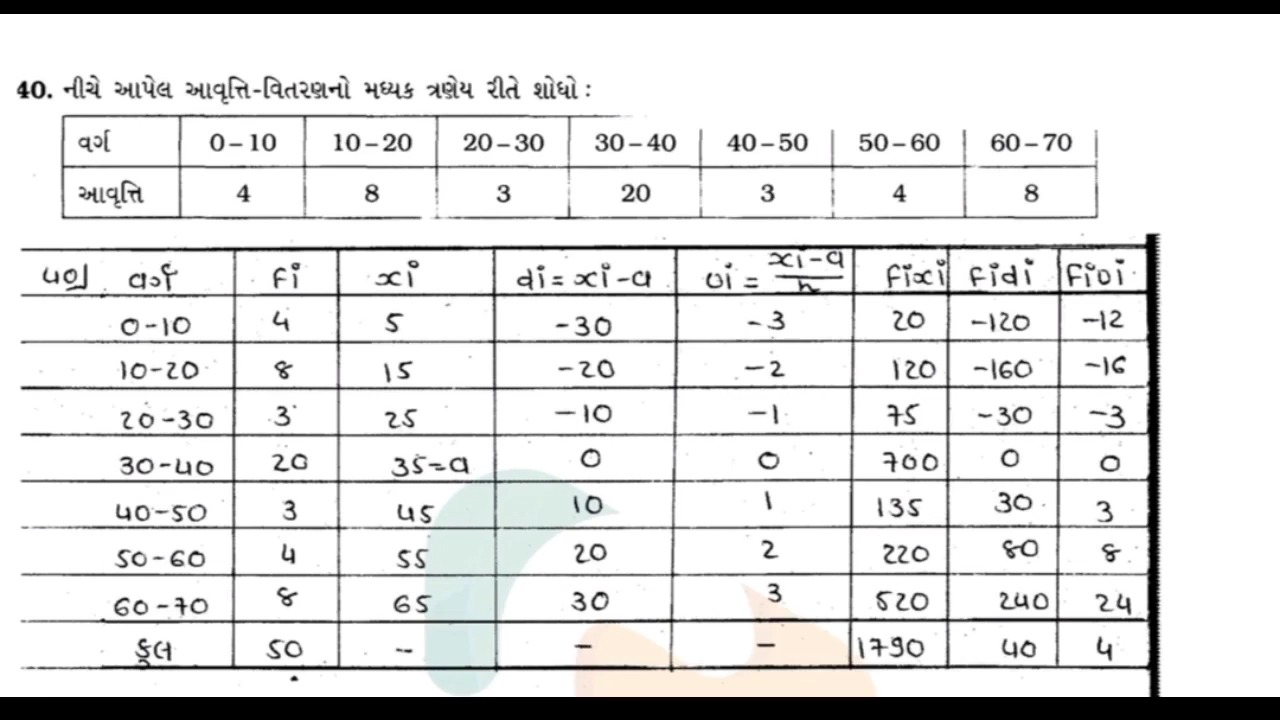 40. નીચે આપેલ આવૃત્તિ-વિતરણનો મધ્યક ત્રણેય રીતે શોધો :
વર્ગ 0-10 10-20 20-30 30-40 40-50 50-60 60-70
આવૃત્તિ 4 8 3 20 3 4 8
વર્ગ fi xi di = xi-a ui = xi-a/h fixi fidi fiui
0-10 4 5 -30 -3 20 -120 -12
10-20 8 15 -20 -2 120 -160 -16
20-30 3 25 -10 -1 75 -30 -3
30-40 20 35=a 0 0 700 0 0
40-50 3 45 10 1 135 30 3
50-60 4 55 20 2 220 80 8
60-70 8 65 30 3 520 240 24
કુલ 50 - - - 1790 40 4